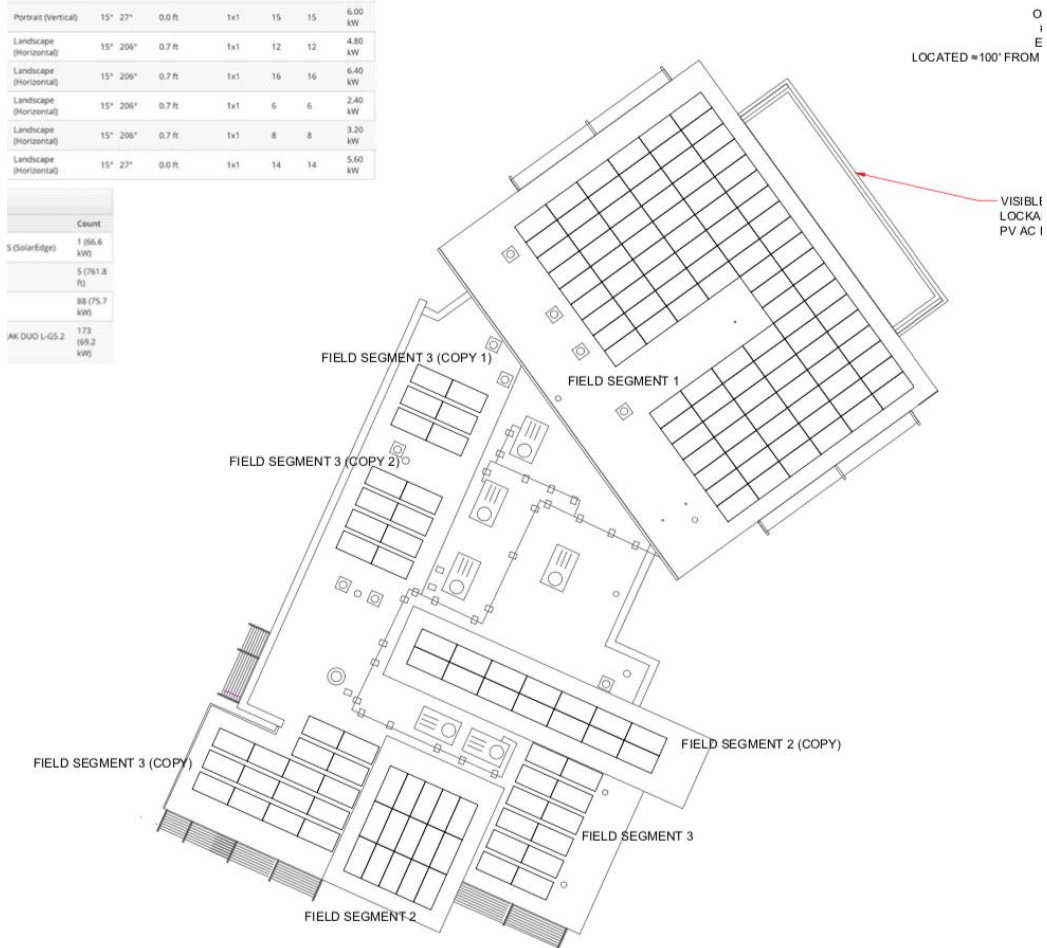 Portrait (Vertical) 15° 27° 0.0 ft 1x1 15 15 6.00 kW
Landscape (Horizontal) 15° 206° 0.7 ft 1x1 12 12 4.80 kW
Landscape (Horizontal) 15° 206° 0.7 ft 1x1 16 16 6.40 kW
Landscape (Horizontal) 15° 206° 0.7 ft 1x1 6 6 2.40 kW
Landscape (Horizontal) 15° 206° 0.7 ft 1x1 8 8 3.20 kW
Landscape (Horizontal) 15° 27° 0.0 ft 1x1 14 14 5.60 kW
Count
S (SolarEdge) 1 (66.6 kW)
5 (761.8 ft)
88 (75.7 kW)
AK DUO L-G5.2 173 (69.2 kW)
O
E
LOCATED ≈100' FROM
VISIBLE
LOCKA
PV AC
FIELD SEGMENT 3 (COPY 1)
FIELD SEGMENT 1
FIELD SEGMENT 3 (COPY 2)
FIELD SEGMENT 2 (COPY)
FIELD SEGMENT 3 (COPY)
FIELD SEGMENT 3
FIELD SEGMENT 2